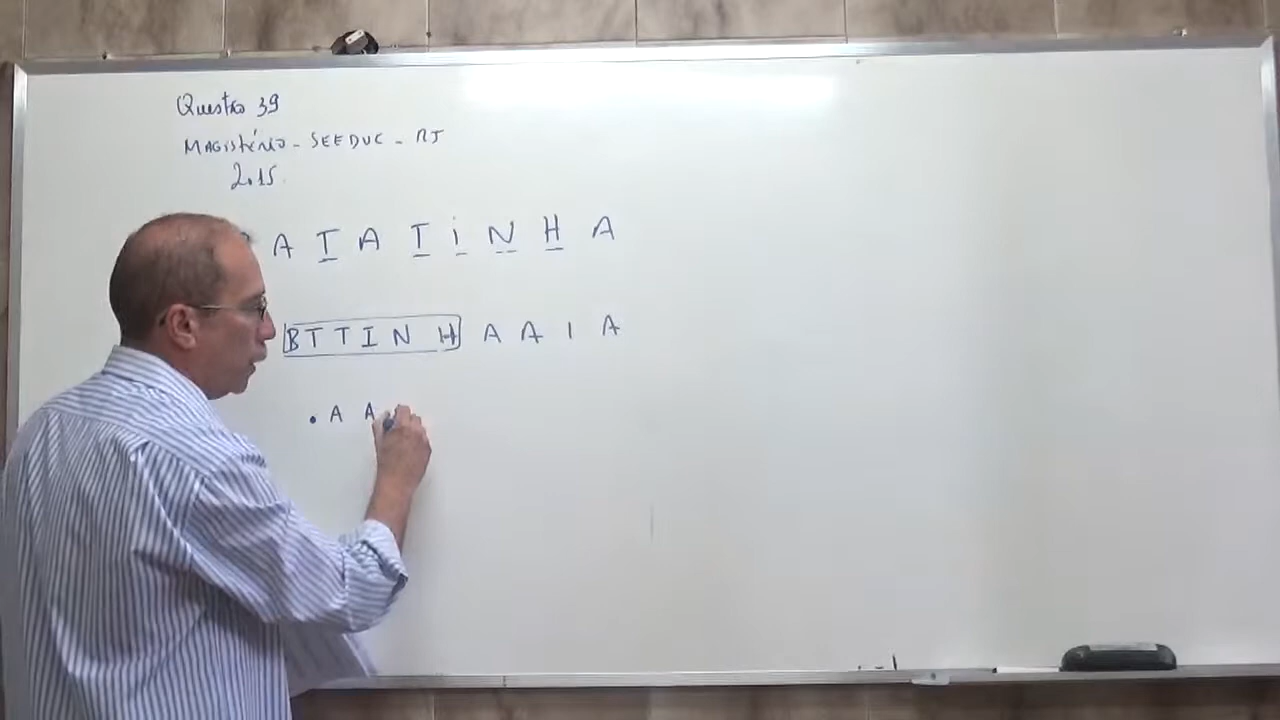 Questão 39
MAGISTÉRIO - SEEDUC - RJ
2015
A T A T I N H A
B T T I N H A A I A
. A A